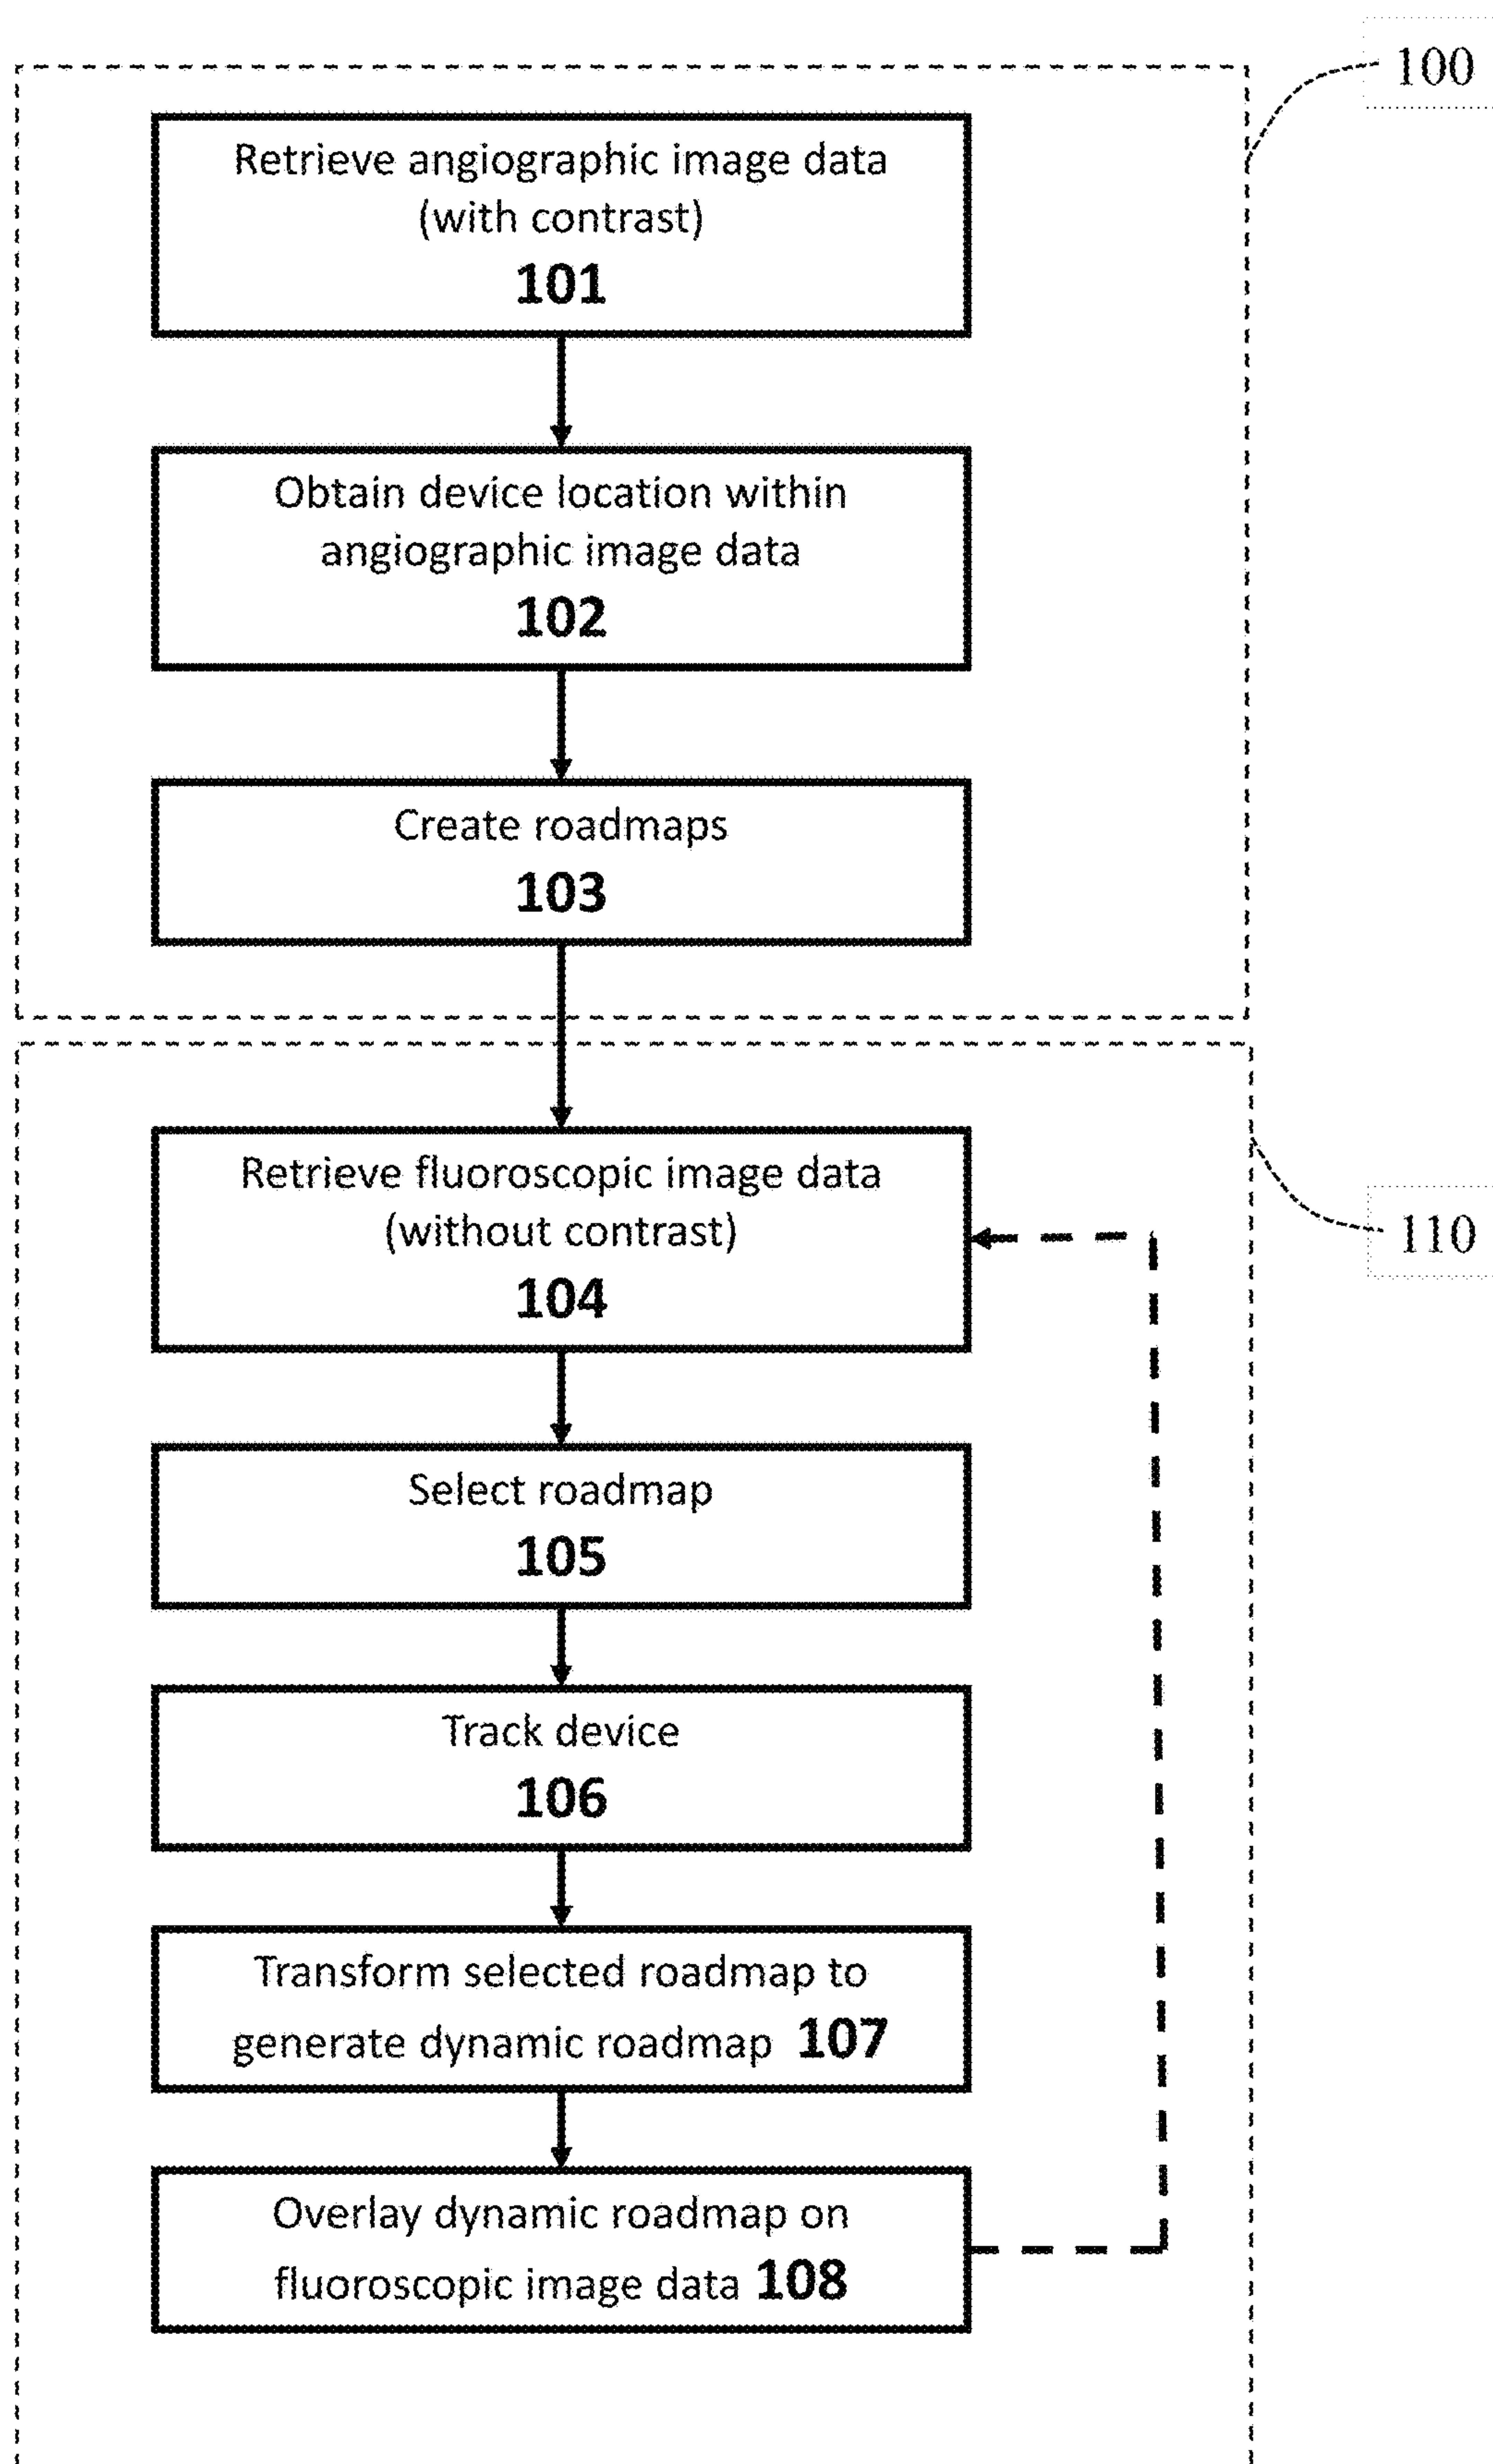 100
Retrieve angiographic image data
(with contrast)
101
Obtain device location within
angiographic image data
102
Create roadmaps
103
Retrieve fluoroscopic image data
(without contrast)
104
110
Select roadmap
105
Track device
106
Transform selected roadmap to
generate dynamic roadmap 107
Overlay dynamic roadmap on
fluoroscopic image data 108